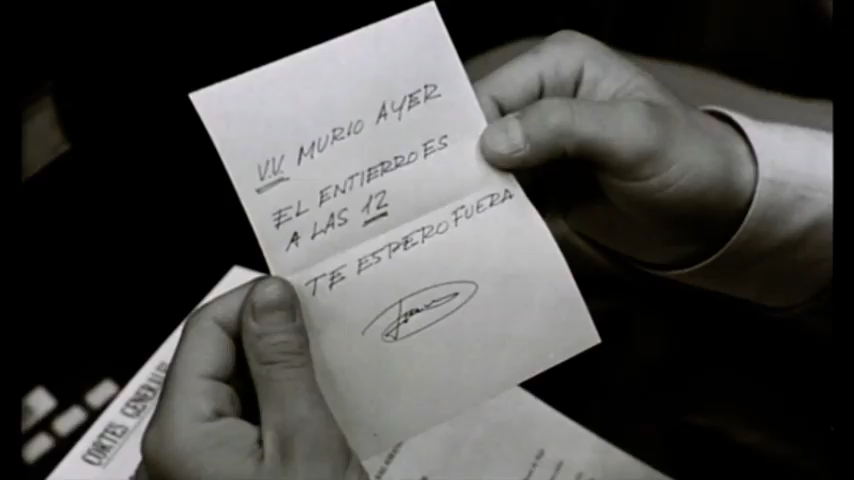 V.V. MURIO AYER
EL ENTIERRO ES
A LAS 12
TE ESPERO FUERA
CORTES GENERALES